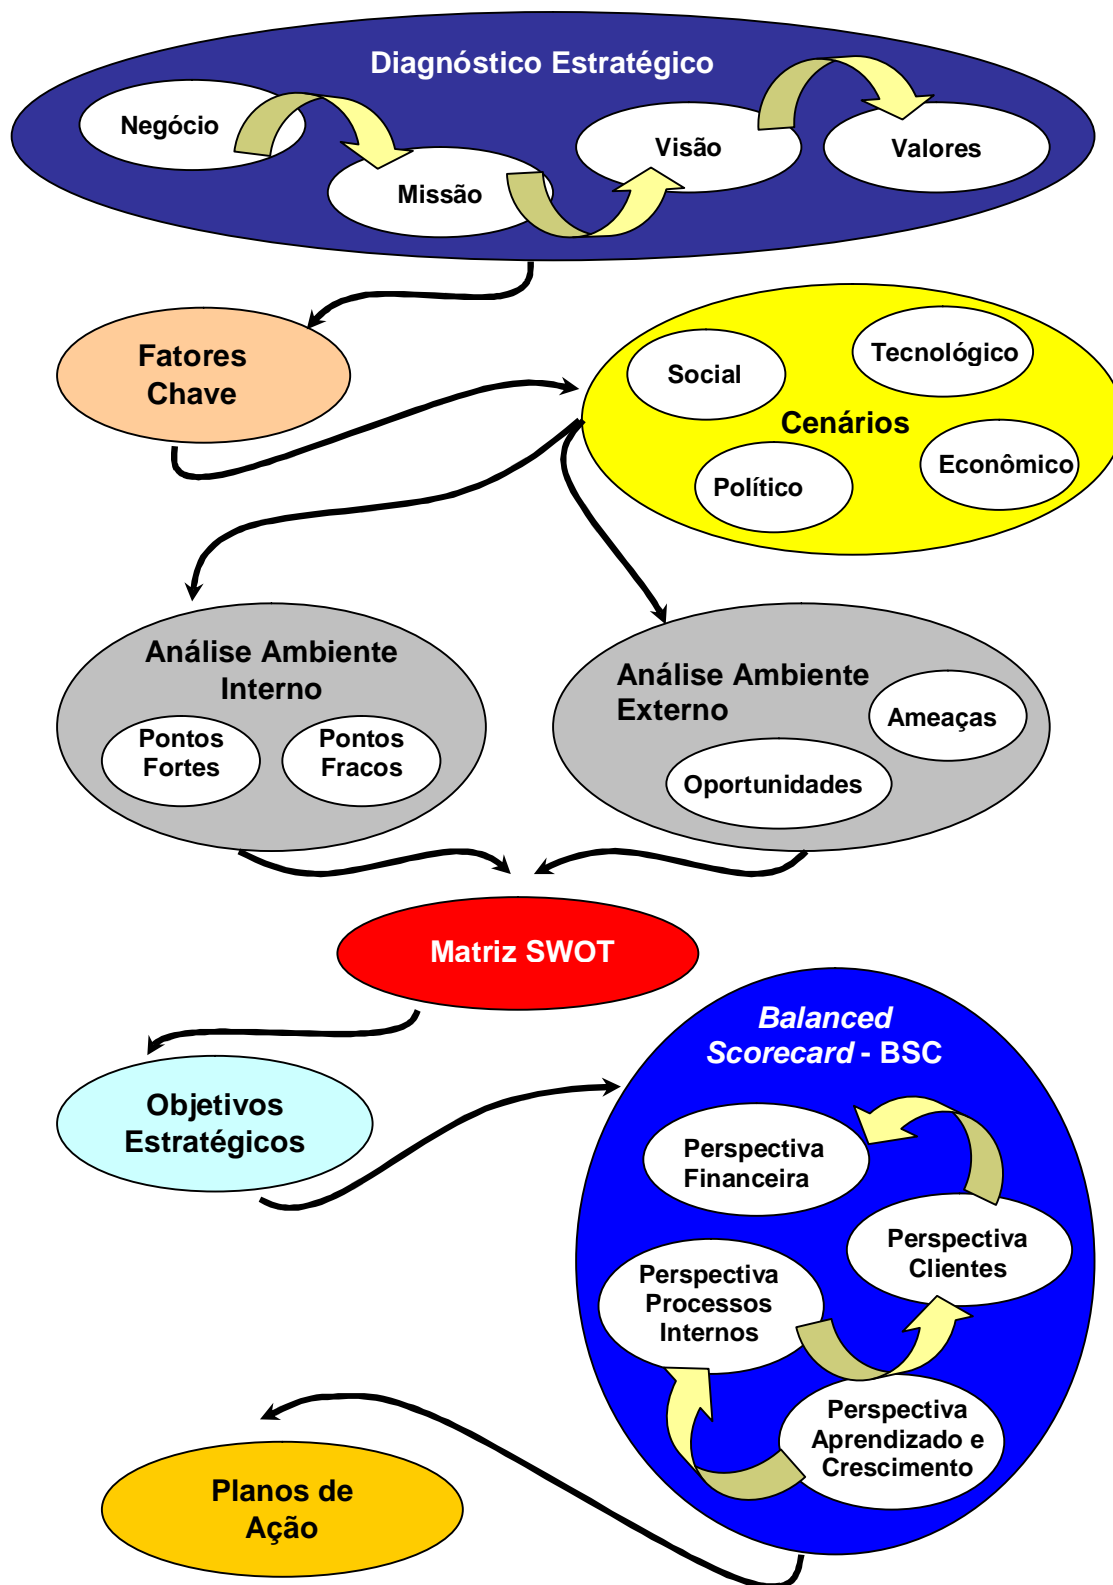 Diagnóstico Estratégico
Negócio
Missão
Visão
Valores
Fatores
Chave
Social
Tecnológico
Cenários
Político
Econômico
Análise Ambiente
Interno
Pontos
Fortes
Pontos
Fracos
Análise Ambiente
Externo
Ameaças
Oportunidades
Matriz SWOT
Objetivos
Estratégicos
Balanced
Scorecard - BSC
Perspectiva
Financeira
Perspectiva
Clientes
Perspectiva
Processos
Internos
Perspectiva
Aprendizado e
Crescimento
Planos de
Ação